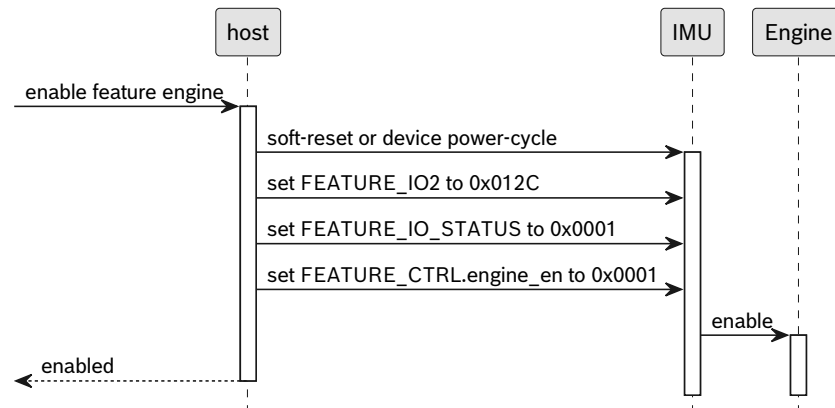 host
IMU
Engine
enable feature engine
soft-reset or device power-cycle
set FEATURE_IO2 to 0x012C
set FEATURE_IO_STATUS to 0x0001
set FEATURE_CTRL.engine_en to 0x0001
enable
enabled